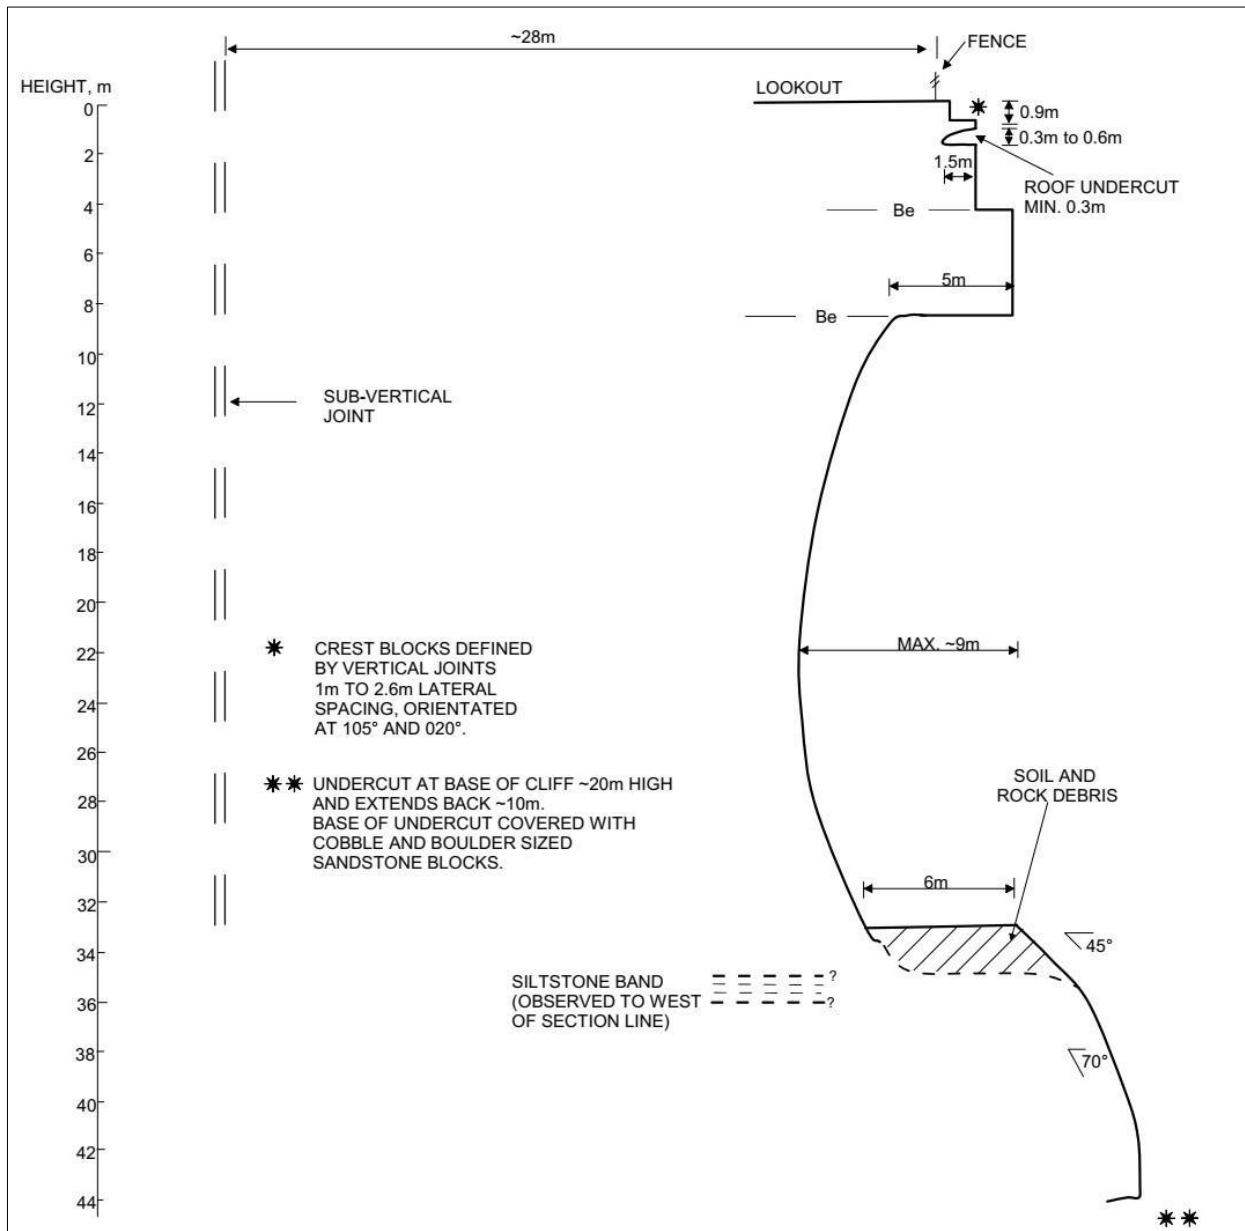 ~28m
FENCE
HEIGHT, m
LOOKOUT
0
0.9m
0.3m to 0.6m
2
1.5m
ROOF UNDERCUT
MIN. 0.3m
4
Be
6
5m
8
Be
10
SUB-VERTICAL
JOINT
12
14
16
18
20
✷ CREST BLOCKS DEFINED
BY VERTICAL JOINTS
1m TO 2.6m LATERAL
SPACING, ORIENTATED
AT 105° AND 020°.
22
MAX. ~9m
24
26
✷✷ UNDERCUT AT BASE OF CLIFF ~20m HIGH
AND EXTENDS BACK ~10m.
BASE OF UNDERCUT COVERED WITH
COBBLE AND BOULDER SIZED
SANDSTONE BLOCKS.
SOIL AND
ROCK DEBRIS
28
30
32
6m
34
45°
SILTSTONE BAND
(OBSERVED TO WEST
OF SECTION LINE)
?
?
36
38
70°
40
42
44